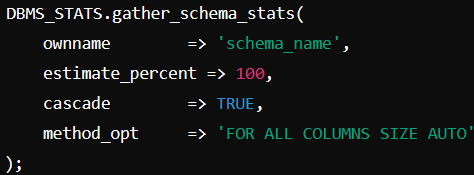 DBMS_STATS.gather_schema_stats(
    ownname          => 'schema_name',
    estimate_percent => 100,
    cascade          => TRUE,
    method_opt       => 'FOR ALL COLUMNS SIZE AUTO'
);